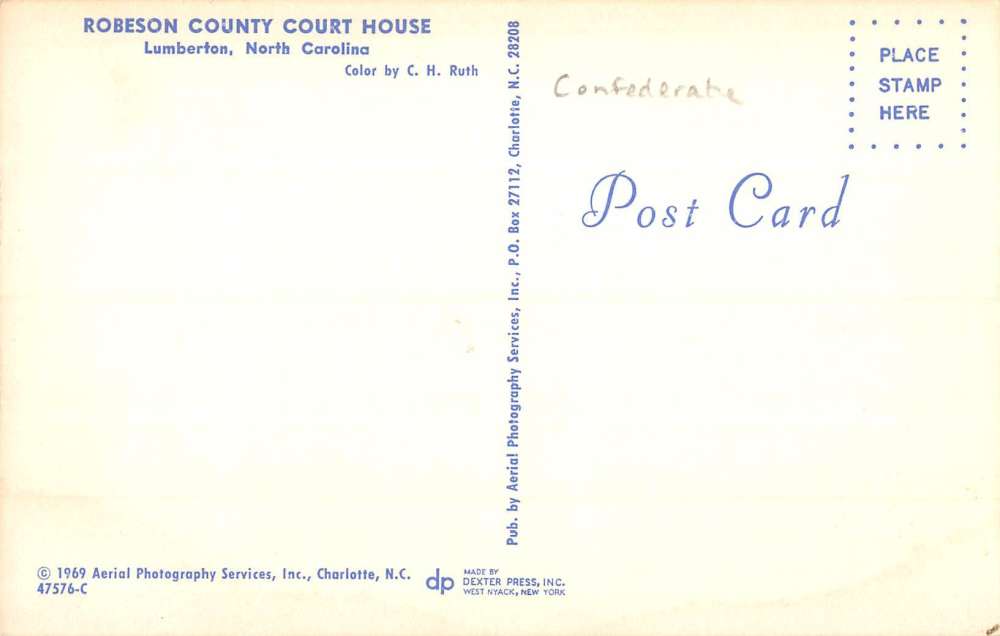 ROBESON COUNTY COURT HOUSE
Lumberton, North Carolina
Color by C. H. Ruth
Confederate
PLACE
STAMP
HERE
Post Card
Pub. by Aerial Photography Services, Inc., P.O. Box 27112, Charlotte, N.C. 28208
© 1969 Aerial Photography Services, Inc., Charlotte, N.C.
47576-C
dp
MADE BY
DEXTER PRESS, INC.
WEST NYACK, NEW YORK